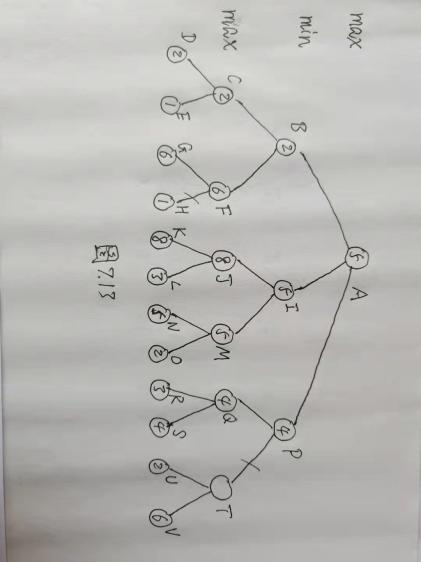 max A
5
min B I P
2 5 4
max C F J M Q T
2 6 8 5 4
D E G H K L N O R S U V
2 1 6 1 8 3 5 2 3 4 2 6
图7.13